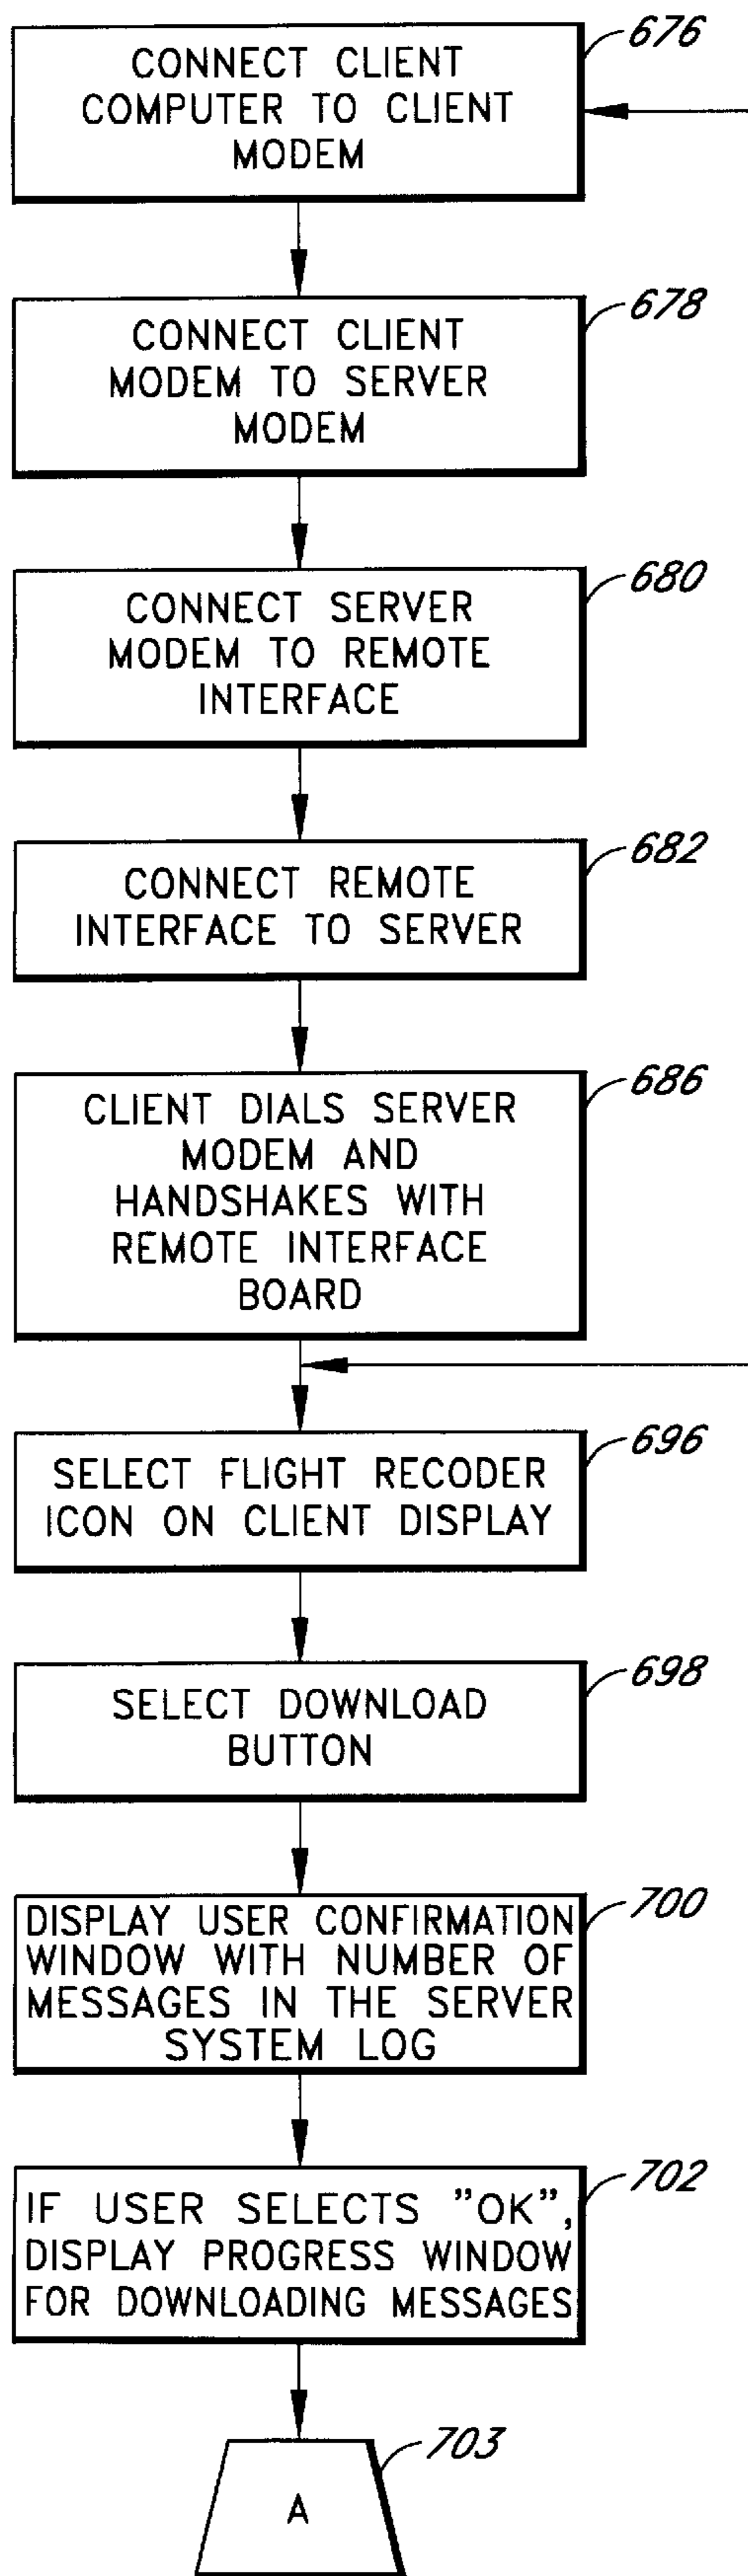 676
CONNECT CLIENT
COMPUTER TO CLIENT
MODEM
678
CONNECT CLIENT
MODEM TO SERVER
MODEM
680
CONNECT SERVER
MODEM TO REMOTE
INTERFACE
682
CONNECT REMOTE
INTERFACE TO SERVER
686
CLIENT DIALS SERVER
MODEM AND
HANDSHAKES WITH
REMOTE INTERFACE
BOARD
696
SELECT FLIGHT RECODER
ICON ON CLIENT DISPLAY
698
SELECT DOWNLOAD
BUTTON
700
DISPLAY USER CONFIRMATION
WINDOW WITH NUMBER OF
MESSAGES IN THE SERVER
SYSTEM LOG
702
IF USER SELECTS "OK",
DISPLAY PROGRESS WINDOW
FOR DOWNLOADING MESSAGES
703
A